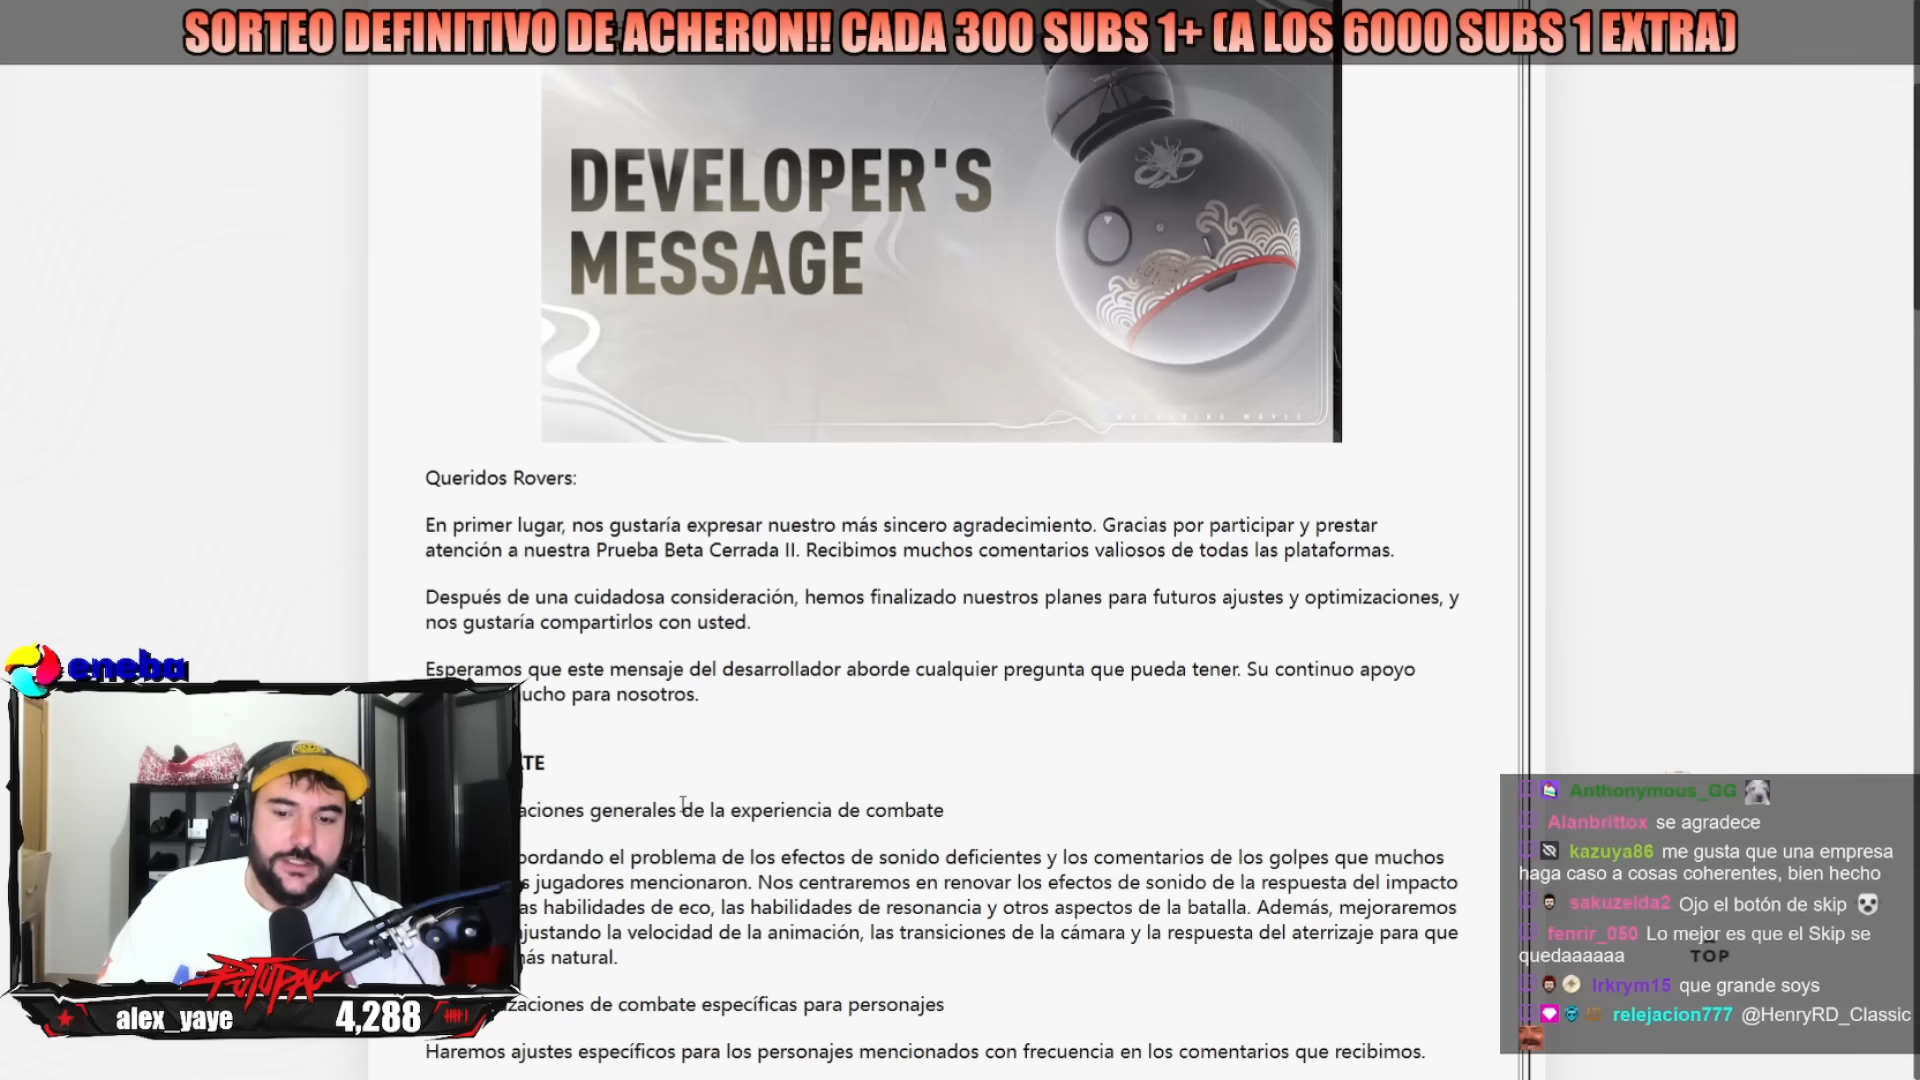 SORTEO DEFINITIVO DE ACHERON!! CADA 300 SUBS 1+ (A LOS 6000 SUBS 1 EXTRA)
DEVELOPER'S
MESSAGE
Queridos Rovers:
En primer lugar, nos gustaría expresar nuestro más sincero agradecimiento. Gracias por participar y prestar
atención a nuestra Prueba Beta Cerrada II. Recibimos muchos comentarios valiosos de todas las plataformas.
Después de una cuidadosa consideración, hemos finalizado nuestros planes para futuros ajustes y optimizaciones, y
nos gustaría compartirlos con usted.
Esperamos que este mensaje del desarrollador aborde cualquier pregunta que pueda tener. Su continuo apoyo
ucho para nosotros.
TE
aciones generales de la experiencia de combate
bordando el problema de los efectos de sonido deficientes y los comentarios de los golpes que muchos
s jugadores mencionaron. Nos centraremos en renovar los efectos de sonido de la respuesta del impacto
as habilidades de eco, las habilidades de resonancia y otros aspectos de la batalla. Además, mejoraremos
justando la velocidad de la animación, las transiciones de la cámara y la respuesta del aterrizaje para que
ás natural.
zaciones de combate específicas para personajes
Haremos ajustes específicos para los personajes mencionados con frecuencia en los comentarios que recibimos.
eneba
alex_yaye
4,288
Anthonymous_GG
Alanbrittox se agradece
kazuya86 me gusta que una empresa
haga caso a cosas coherentes, bien hecho
sakuzelda2 Ojo el botón de skip
fenrir_050 Lo mejor es que el Skip se
quedaaaaaa
TOP
lrkrym15 que grande soys
relejacion777 @HenryRD_Classic